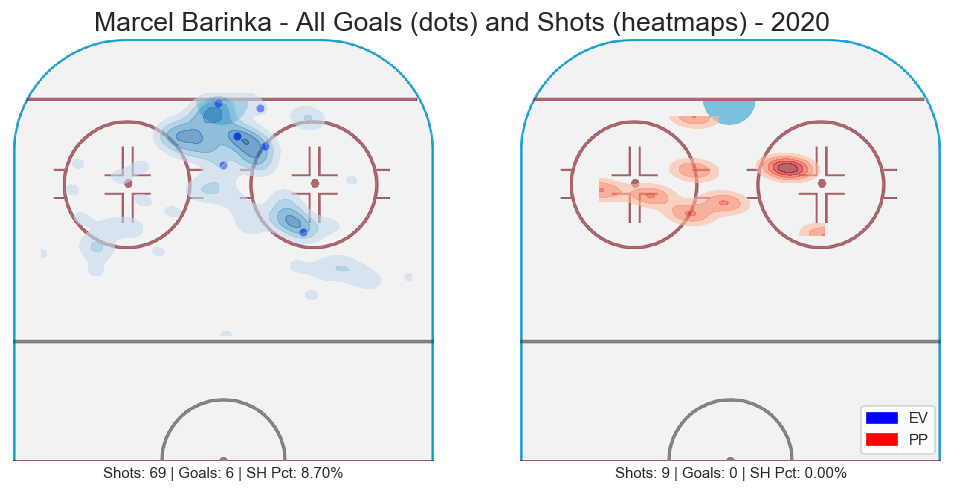 Marcel Barinka - All Goals (dots) and Shots (heatmaps) - 2020
EV
PP
Shots: 69 | Goals: 6 | SH Pct: 8.70%
Shots: 9 | Goals: 0 | SH Pct: 0.00%